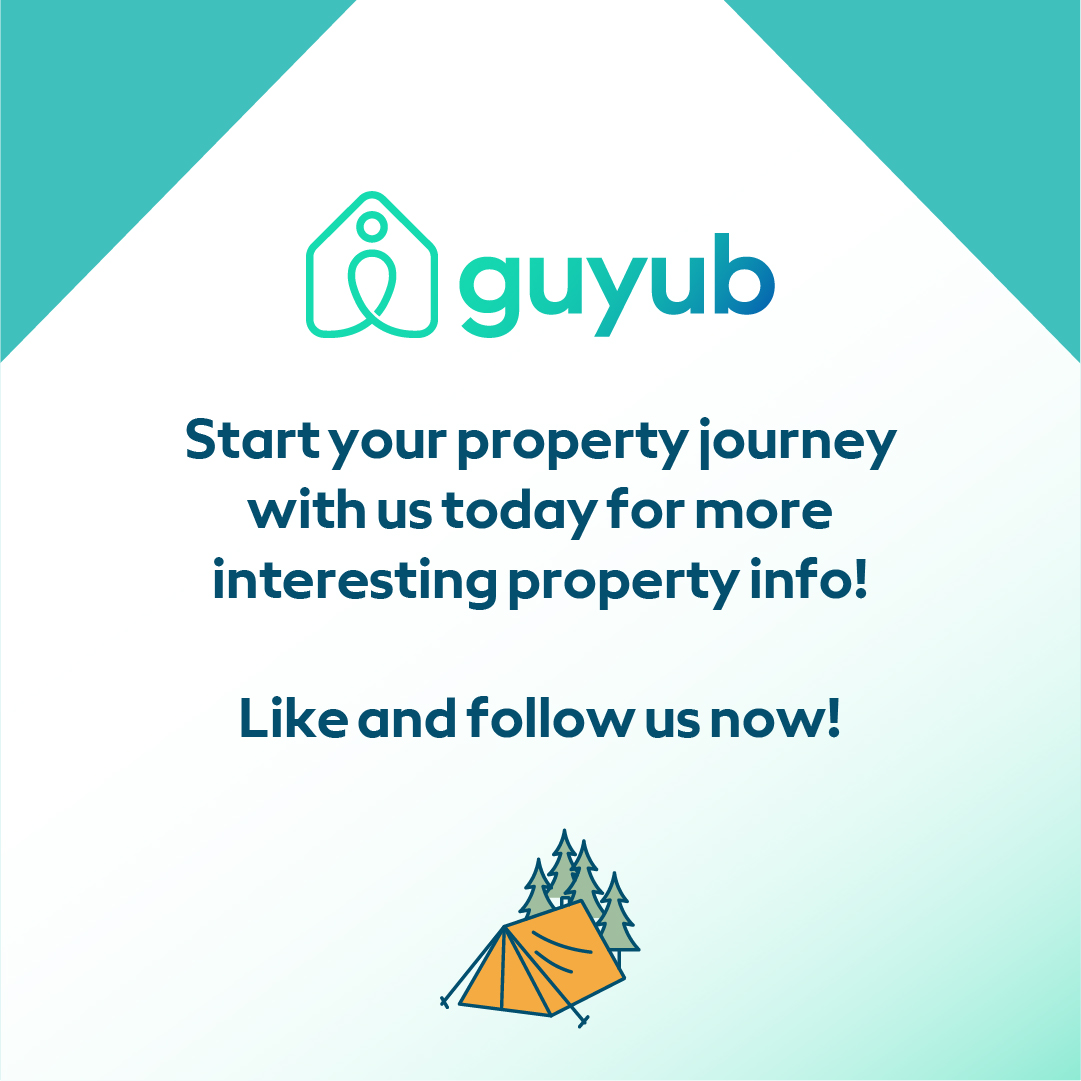 guyub
Start your property journey
with us today for more
interesting property info!
Like and follow us now!